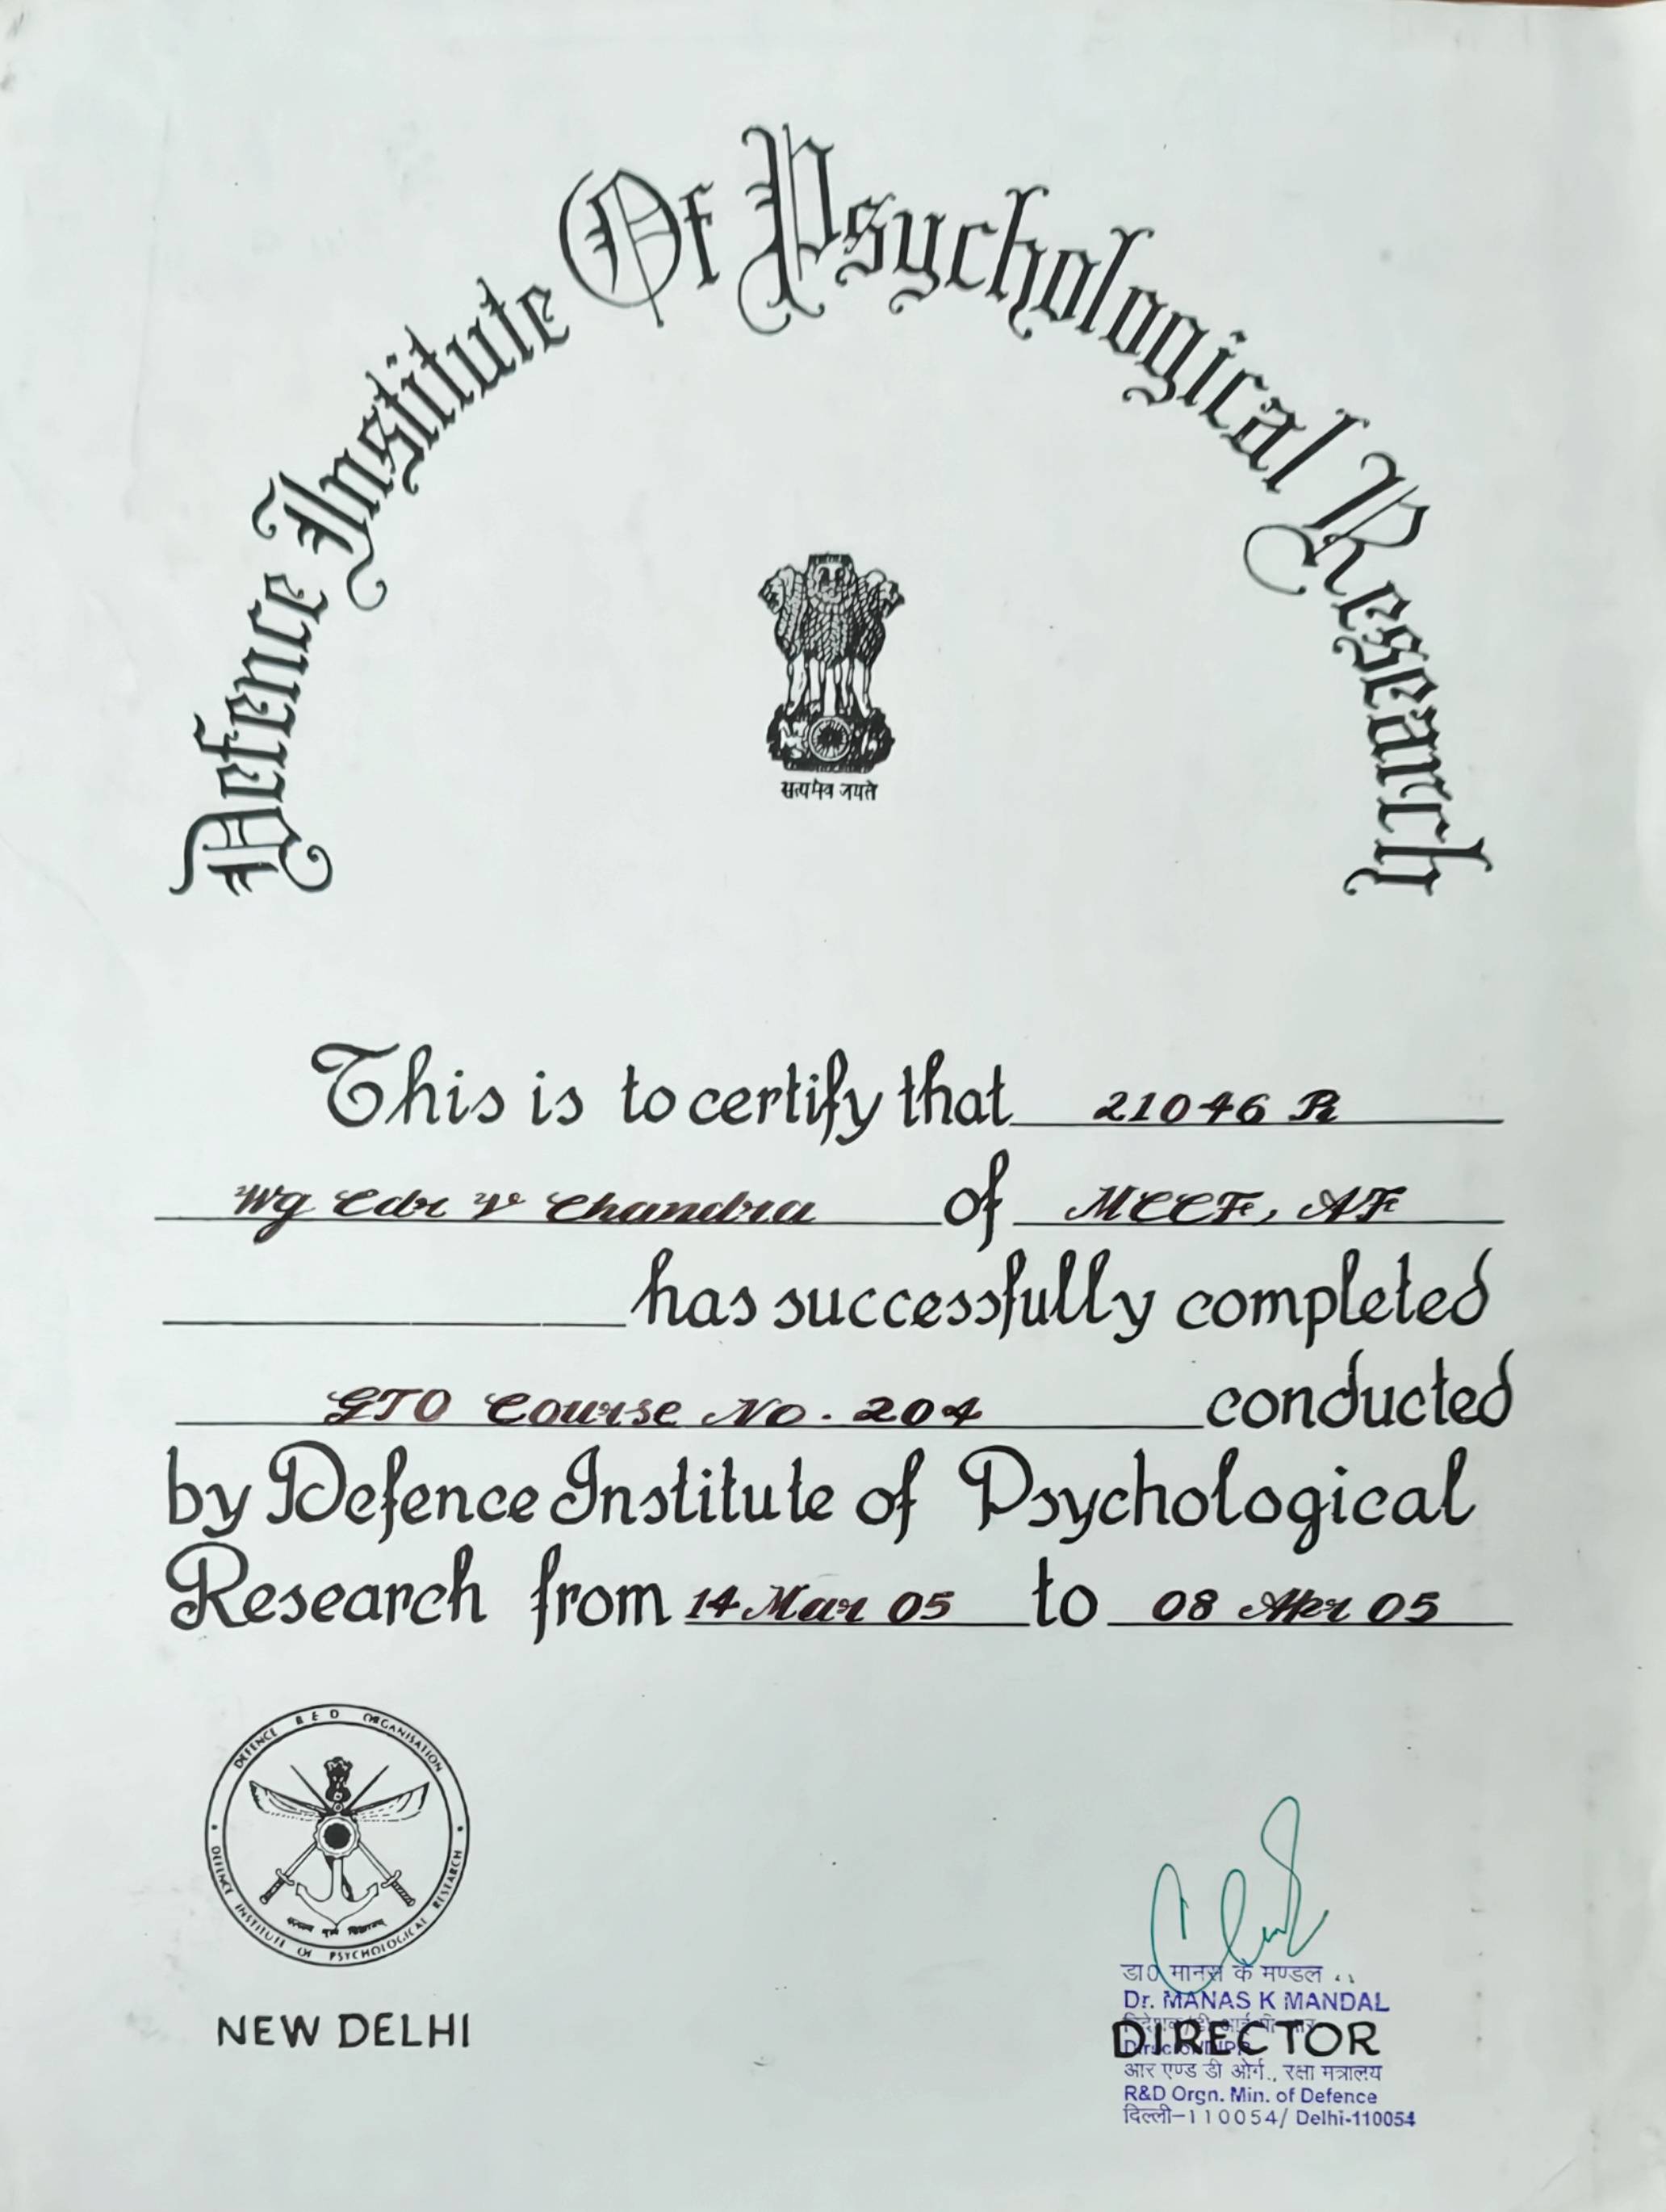 Defence Institute Of Psychological Research
सत्यमेव जयते
This is to certify that 21046 R
Wg Cdr V Chandra of MCCF, AF
has successfully completed
GTO Course No. 204 conducted
by Defence Institute of Psychological
Research from 14 Mar 05 to 08 Apr 05
DEFENCE R E D ORGANISATION
DEFENCE INSTITUTE OF PSYCHOLOGICAL RESEARCH
NEW DELHI
डा0 मानस के मण्डल
Dr. MANAS K MANDAL
DIRECTOR
आर एण्ड डी ओर्ग., रक्षा मत्रालय
R&D Orgn. Min. of Defence
दिल्ली-110054/ Delhi-110054